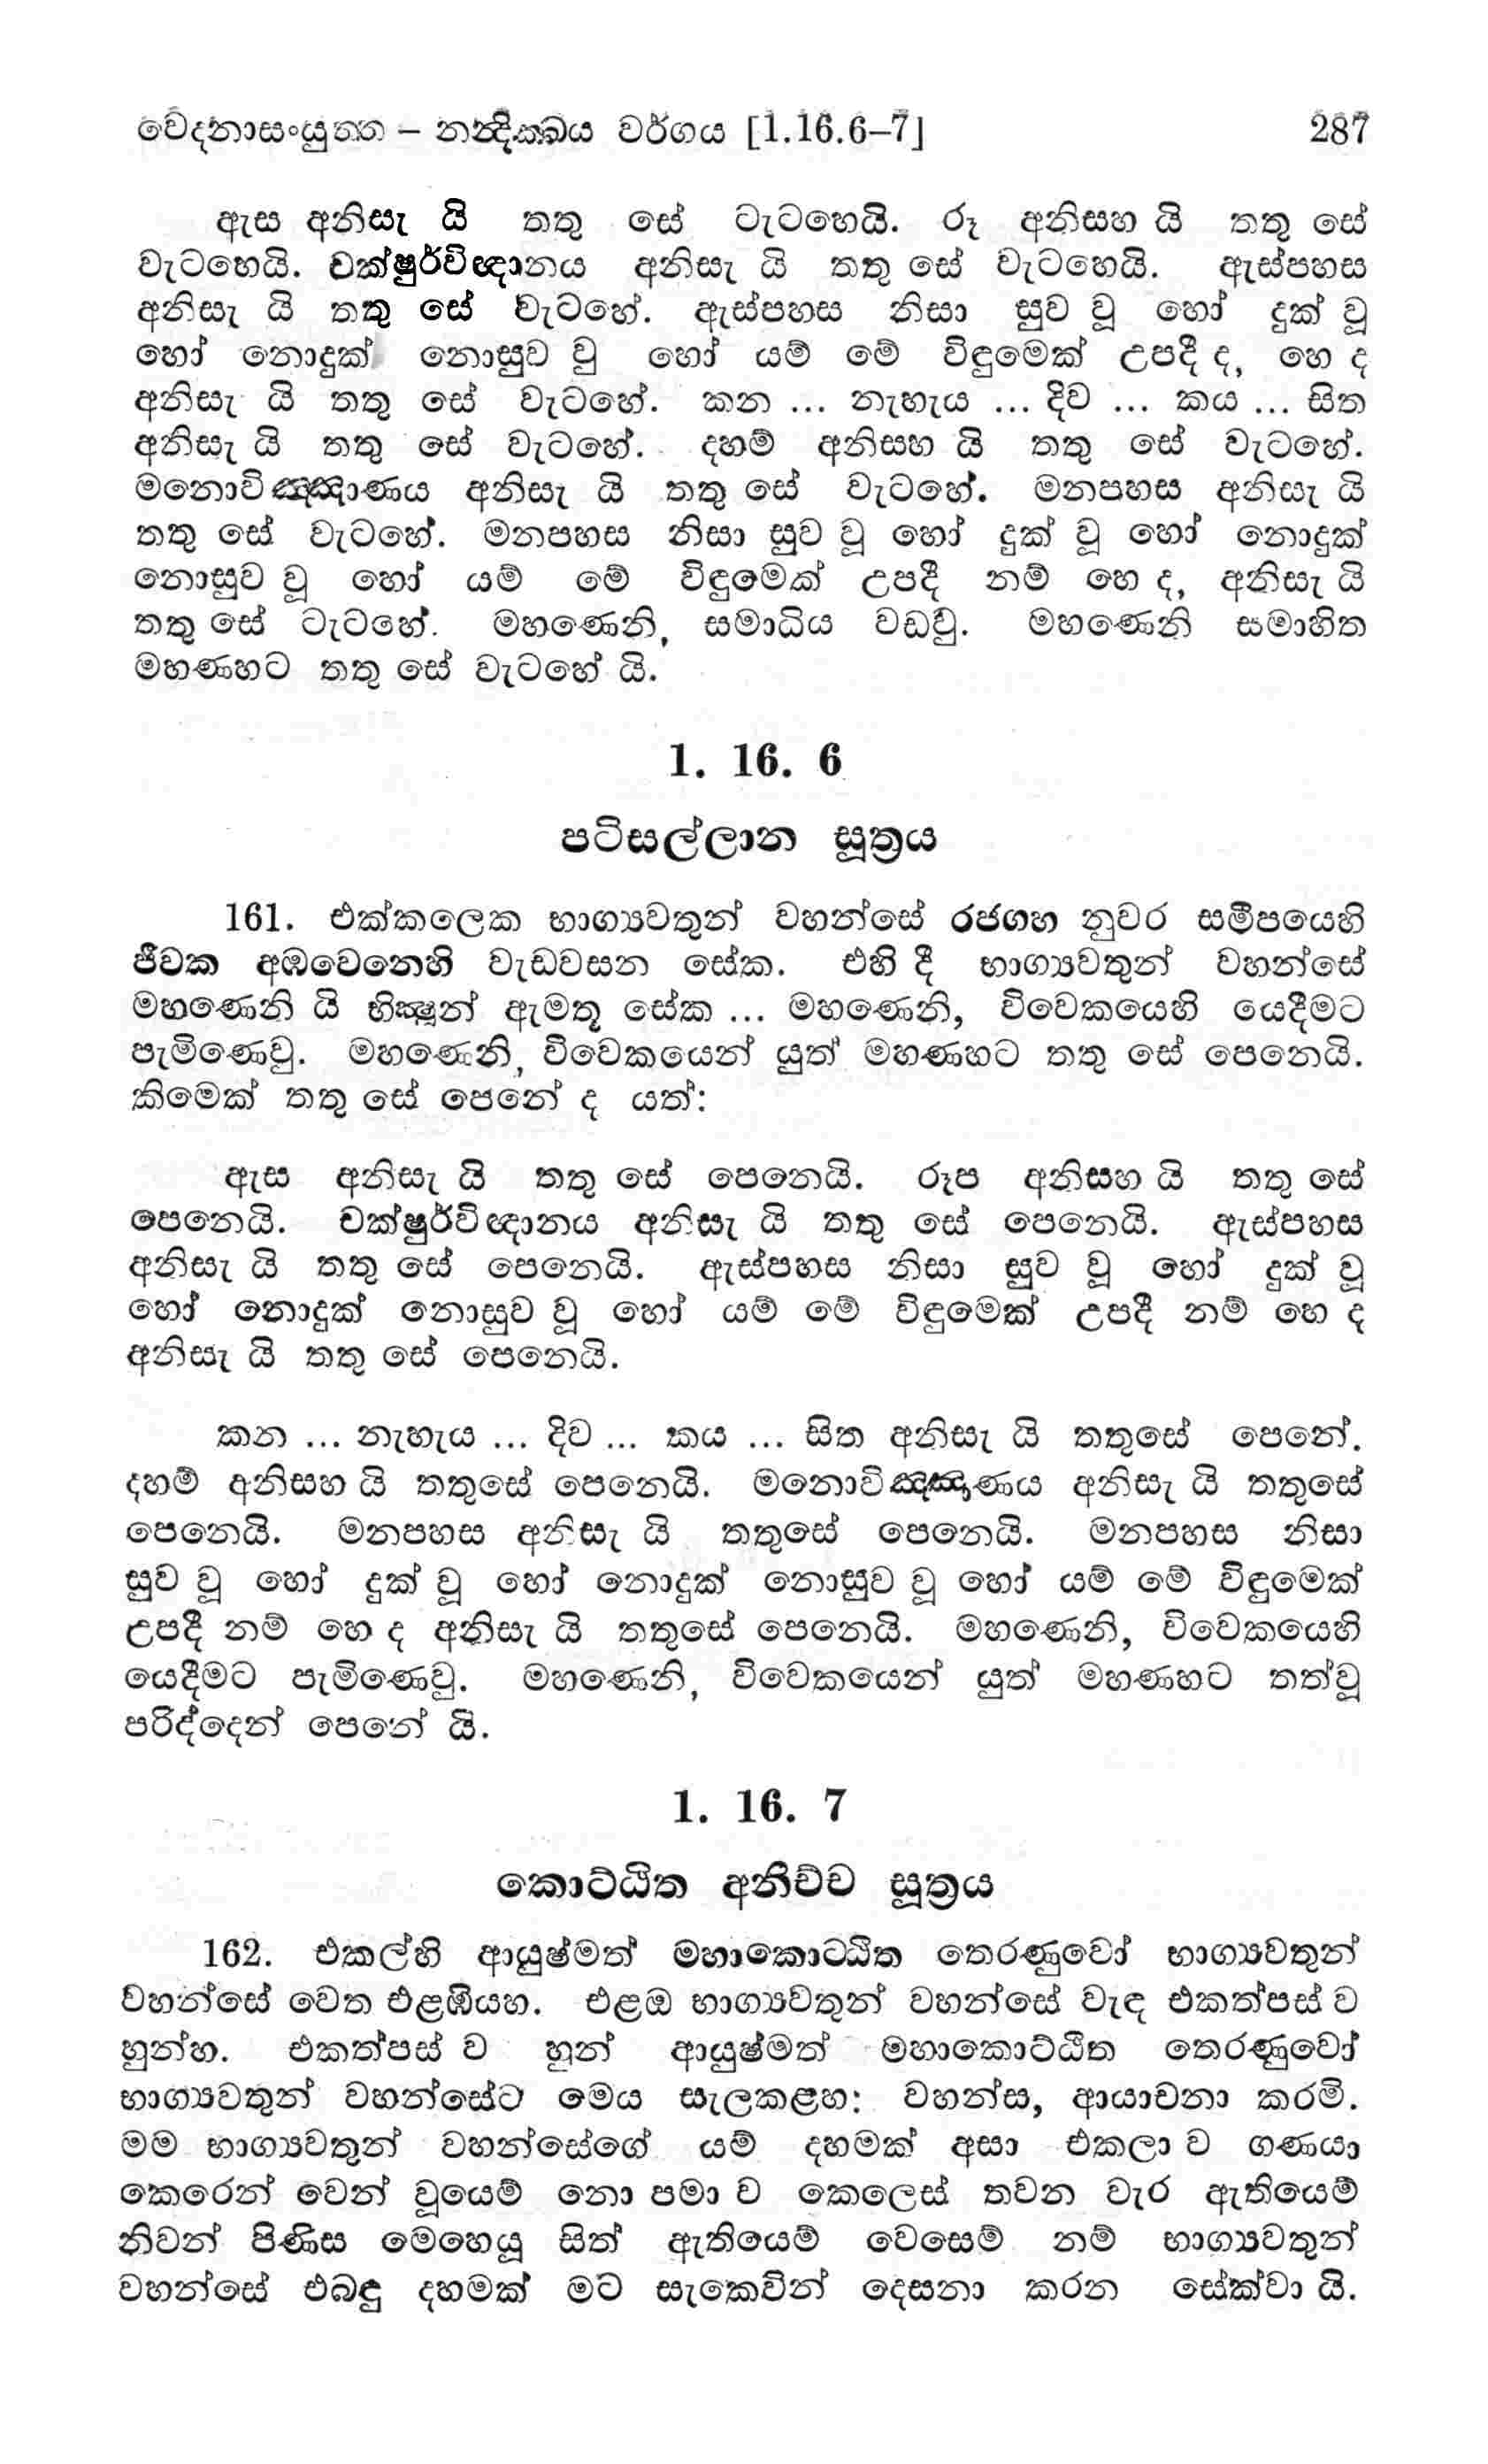 වෙදනාසංයුත්ත – නන්දික්ඛය වර්ගය [1.16.6–7] 287
ඇස අනිසැ යි තතු සේ ටැටහෙයි. රූ අනිසහ යි තතු සේ
වැටහෙයි. චක්ෂුර්විඥානය අනිසැ යි තතු සේ වැටහෙයි. ඇස්පහස
අනිසැ යි තතු සේ වැටහේ. ඇස්පහස නිසා සුව වූ හෝ දුක් වූ
හෝ නොදුක් නොසුව වු හෝ යම් මේ විඳුමෙක් උපදී ද, හෙ ද
අනිසැ යි තතු සේ වැටහේ. කන ... නැහැය ... දිව ... කය ... සිත
අනිසැ යි තතු සේ වැටහේ. දහම් අනිසහ යි තතු සේ වැටහේ.
මනොවිඤ්ඤාණය අනිසැ යි තතු සේ වැටහේ. මනපහස අනිසැ යි
තතු සේ වැටහේ. මනපහස නිසා සුව වූ හෝ දුක් වූ හෝ නොදුක්
නොසුව වූ හෝ යම් මේ විඳුමෙක් උපදී නම් හෙ ද, අනිසැ යි
තතු සේ ටැටහේ. මහණෙනි, සමාධිය වඩවු. මහණෙනි සමාහිත
මහණහට තතු සේ වැටහේ යි.
1. 16. 6
පටිසල්ලාන සූත්‍රය
161. එක්කලෙක භාග්‍යවතුන් වහන්සේ රජගහ නුවර සමීපයෙහි
ජීවක අඹවෙනෙහි වැඩවසන සේක. එහි දී භාග්‍යවතුන් වහන්සේ
මහණෙනි යි භික්‍ෂූන් ඇමතූ සේක ... මහණෙනි, විවෙකයෙහි යෙදීමට
පැමිණෙවු. මහණෙනි, විවෙකයෙන් යුත් මහණහට තතු සේ පෙනෙයි.
කිමෙක් තතු සේ පෙනේ ද යත්:
ඇස අනිසැ යි තතු සේ පෙනෙයි. රූප අනිසහ යි තතු සේ
පෙනෙයි. චක්ෂුර්විඥානය අනිසැ යි තතු සේ පෙනෙයි. ඇස්පහස
අනිසැ යි තතු සේ පෙනෙයි. ඇස්පහස නිසා සුව වූ හෝ දුක් වූ
හෝ නොදුක් නොසුව වූ හෝ යම් මේ විඳුමෙක් උපදී නම් හෙ ද
අනිසැ යි තතු සේ පෙනෙයි.
කන ... නැහැය ... දිව ... කය ... සිත අනිසැ යි තතුසේ පෙනේ.
දහම් අනිසහ යි තතුසේ පෙනෙයි. මනොවිඤ්ඤණය අනිසැ යි තතුසේ
පෙනෙයි. මනපහස අනිසැ යි තතුසේ පෙනෙයි. මනපහස නිසා
සුව වූ හෝ දුක් වූ හෝ නොදුක් නොසුව වූ හෝ යම් මේ විඳුමෙක්
උපදී නම් හෙ ද අනිසැ යි තතුසේ පෙනෙයි. මහණෙනි, විවෙකයෙහි
යෙදීමට පැමිණෙවු. මහණෙනි, විවෙකයෙන් යුත් මහණහට තත්වූ
පරිද්දෙන් පෙනේ යි.
1. 16. 7
කොට්ඨිත අනිච්ච සූත්‍රය
162. එකල්හි ආයුෂ්මත් මහාකොට්ඨිත තෙරණුවෝ භාග්‍යවතුන්
වහන්සේ වෙත එළඹියහ. එළඹ භාග්‍යවතුන් වහන්සේ වැඳ එකත්පස් ව
හුන්හ. එකත්පස් ව හුන් ආයුෂ්මත් මහාකොට්ඨිත තෙරණුවෝ
භාග්‍යවතුන් වහන්සේට මෙය සැලකළහ: වහන්ස, ආයාචනා කරමි.
මම භාග්‍යවතුන් වහන්සේගේ යම් දහමක් අසා එකලා ව ගණයා
කෙරෙන් වෙන් වූයෙම් නො පමා ව කෙලෙස් තවන වැර ඇතියෙම්
නිවන් පිණිස මෙහෙයූ සිත් ඇතියෙම් වෙසෙම් නම් භාග්‍යවතුන්
වහන්සේ එබඳු දහමක් මට සැකෙවින් දෙසනා කරන සේක්වා යි.